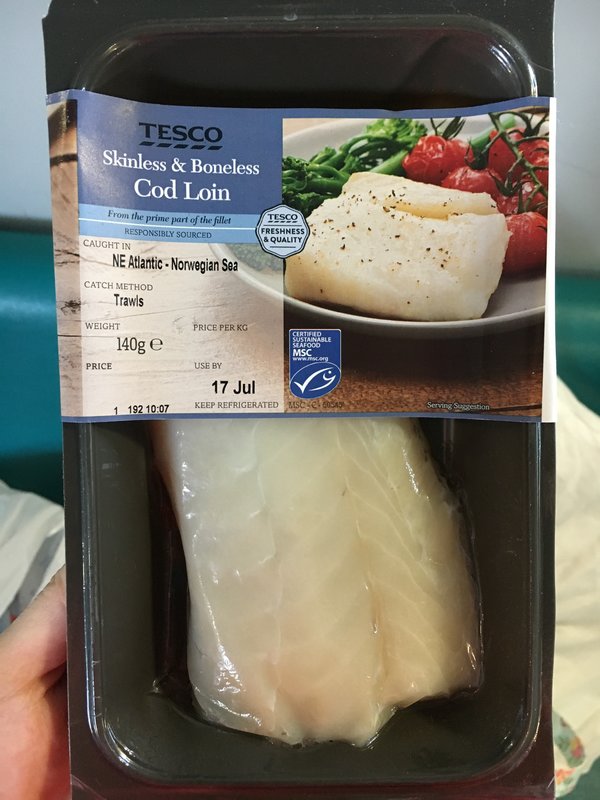 TESCO
Skinless & Boneless
Cod Loin
From the prime part of the fillet
RESPONSIBLY SOURCED
TESCO
FRESHNESS
& QUALITY
CAUGHT IN
NE Atlantic - Norwegian Sea
CATCH METHOD
Trawls
WEIGHT
PRICE PER KG
140g ℮
PRICE
USE BY
17 Jul
1 192 10:07
KEEP REFRIGERATED
CERTIFIED
SUSTAINABLE
SEAFOOD
MSC
www.msc.org
Serving Suggestion